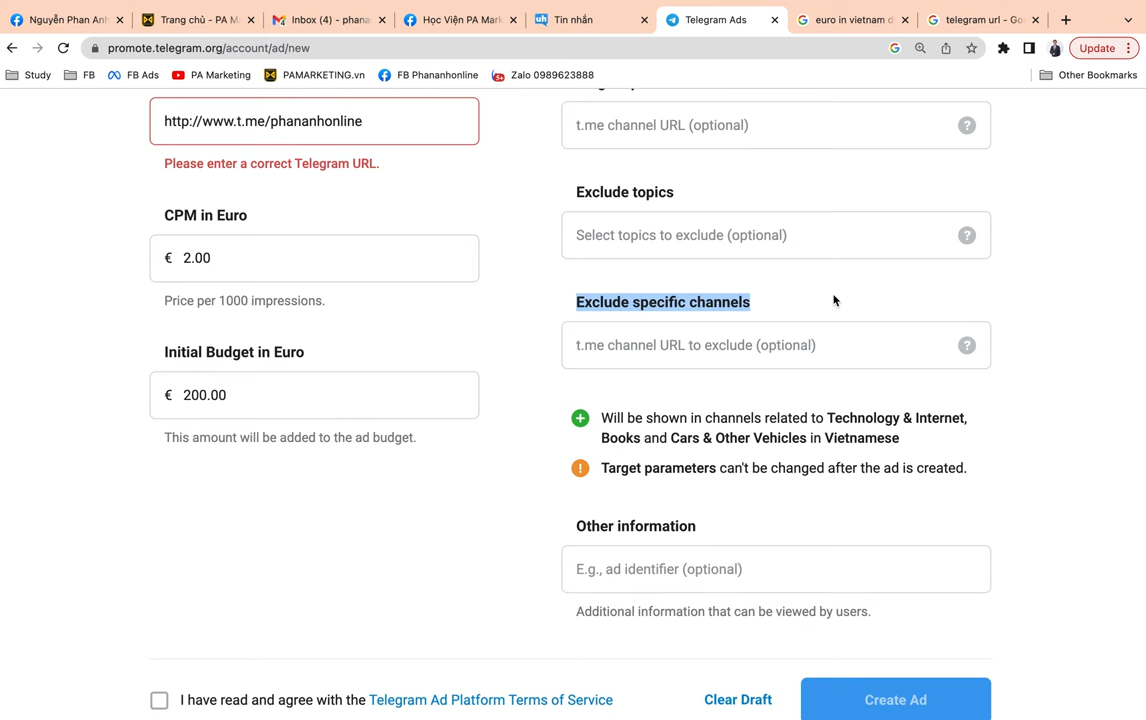 Nguyễn Phan Anh
Trang chủ - PA M
Inbox (4) - phana
Học Viện PA Mark
Tin nhắn
Telegram Ads
euro in vietnam d
telegram url - Go
promote.telegram.org/account/ad/new
Update
Study
FB
FB Ads
PA Marketing
PAMARKETING.vn
FB Phananhonline
Zalo 0989623888
Other Bookmarks
http://www.t.me/phananhonline
Please enter a correct Telegram URL.
CPM in Euro
€ 2.00
Price per 1000 impressions.
Initial Budget in Euro
€ 200.00
This amount will be added to the ad budget.
t.me channel URL (optional)
?
Exclude topics
Select topics to exclude (optional)
?
Exclude specific channels
t.me channel URL to exclude (optional)
?
Will be shown in channels related to Technology & Internet,
Books and Cars & Other Vehicles in Vietnamese
Target parameters can't be changed after the ad is created.
Other information
E.g., ad identifier (optional)
Additional information that can be viewed by users.
I have read and agree with the Telegram Ad Platform Terms of Service
Clear Draft
Create Ad